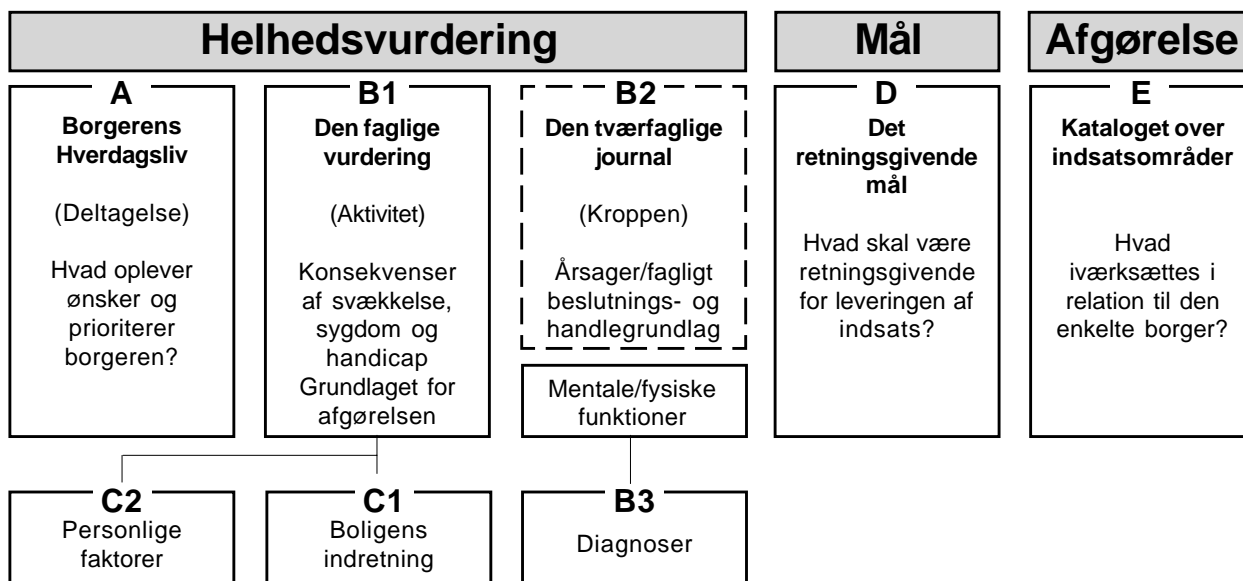 Helhedsvurdering
Mål
Afgørelse
A
Borgerens
Hverdagsliv
(Deltagelse)
Hvad oplever
ønsker og
prioriterer
borgeren?
B1
Den faglige
vurdering
(Aktivitet)
Konsekvenser
af svækkelse,
sygdom og
handicap
Grundlaget for
afgørelsen
B2
Den tværfaglige
journal
(Kroppen)
Årsager/fagligt
beslutnings- og
handlegrundlag
Mentale/fysiske
funktioner
D
Det
retningsgivende
mål
Hvad skal være
retningsgivende
for leveringen af
indsats?
E
Kataloget over
indsatsområder
Hvad
iværksættes i
relation til den
enkelte borger?
C2
Personlige
faktorer
C1
Boligens
indretning
B3
Diagnoser